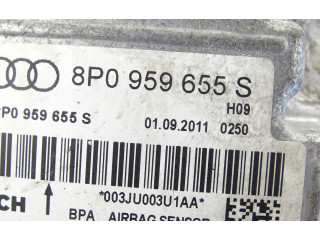 8P0 959 655 S
H09
8P0 959 655 S
01.09.2011 0250
*003JU003U1AA*
BPA AIRBAG SENSOR